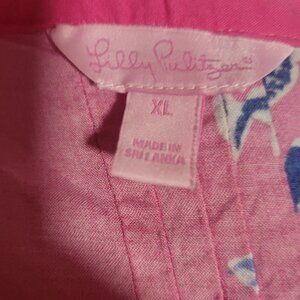 Lilly Pulitzer
XL
MADE IN
SRI LANKA